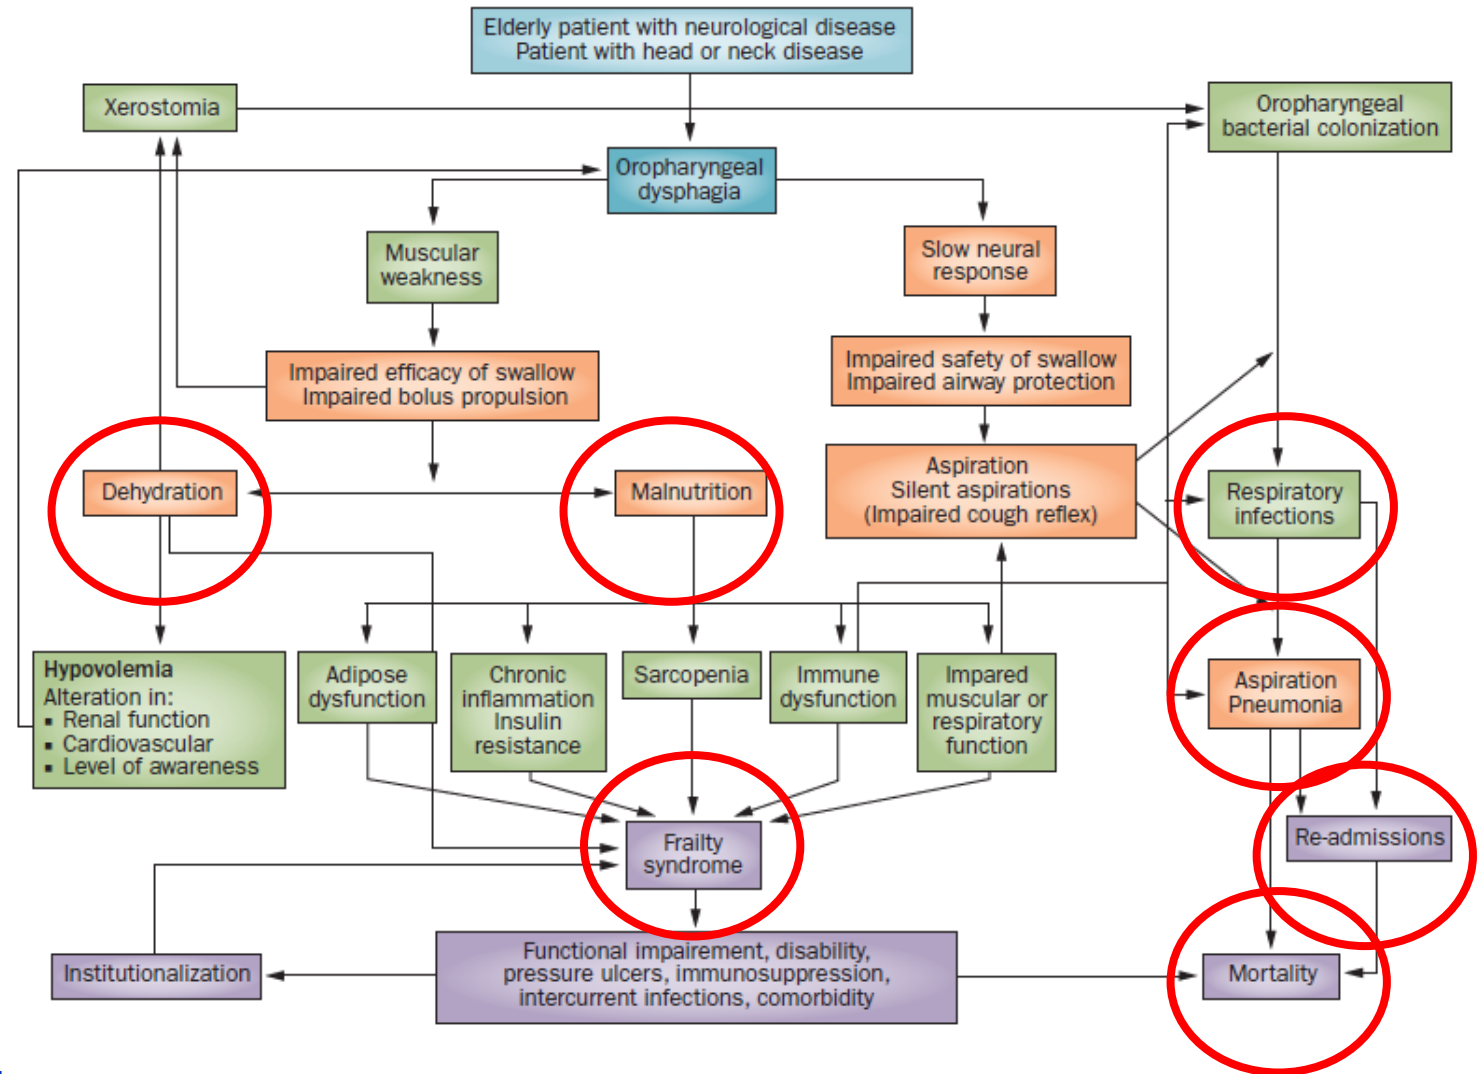 Elderly patient with neurological disease
Patient with head or neck disease
Xerostomia
Oropharyngeal
bacterial colonization
Oropharyngeal
dysphagia
Muscular
weakness
Slow neural
response
Impaired efficacy of swallow
Impaired bolus propulsion
Impaired safety of swallow
Impaired airway protection
Dehydration
Malnutrition
Aspiration
Silent aspirations
(Impaired cough reflex)
Respiratory
infections
Hypovolemia
Alteration in:
▪ Renal function
▪ Cardiovascular
▪ Level of awareness
Adipose
dysfunction
Chronic
inflammation
Insulin
resistance
Sarcopenia
Immune
dysfunction
Impared
muscular or
respiratory
function
Aspiration
Pneumonia
Frailty
syndrome
Re-admissions
Institutionalization
Functional impairement, disability,
pressure ulcers, immunosuppression,
intercurrent infections, comorbidity
Mortality